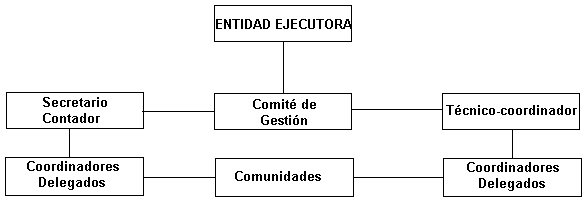 ENTIDAD EJECUTORA
Secretario
Contador
Comité de
Gestión
Técnico-coordinador
Coordinadores
Delegados
Comunidades
Coordinadores
Delegados